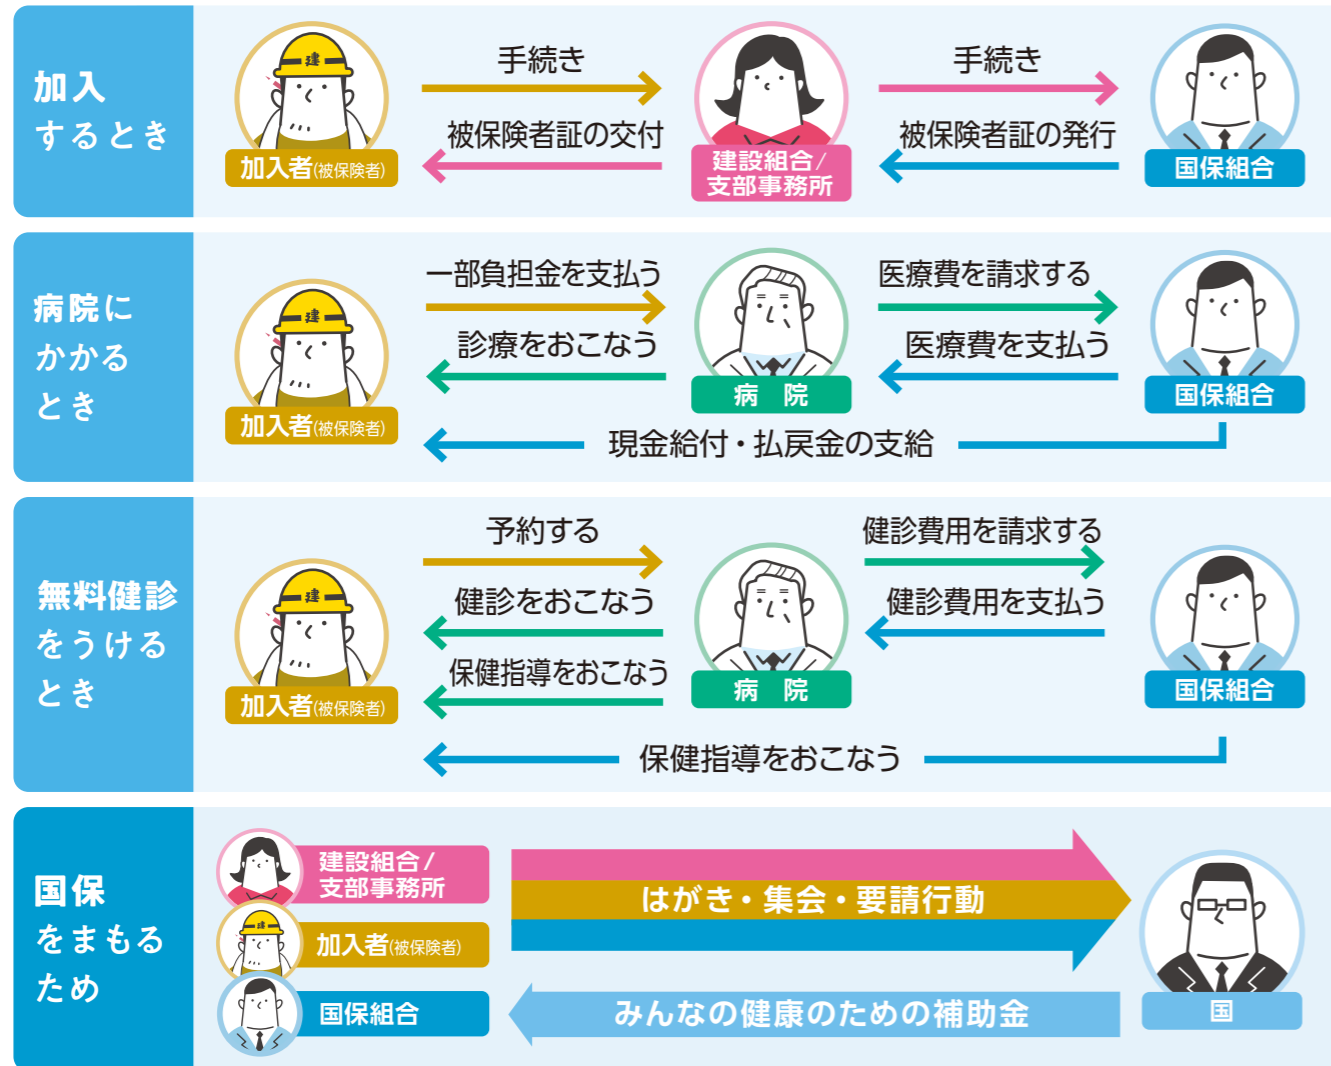 加入
するとき
建
手続き
被保険者証の交付
加入者(被保険者)
建設組合/
支部事務所
手続き
被保険者証の発行
国保組合
病院に
かかる
とき
建
一部負担金を支払う
診療をおこなう
加入者(被保険者)
病 院
医療費を請求する
医療費を支払う
国保組合
現金給付・払戻金の支給
無料健診
をうける
とき
建
予約する
健診をおこなう
保健指導をおこなう
加入者(被保険者)
病 院
健診費用を請求する
健診費用を支払う
国保組合
保健指導をおこなう
国保
をまもる
ため
建設組合/
支部事務所
建
加入者(被保険者)
国保組合
はがき・集会・要請行動
みんなの健康のための補助金
国